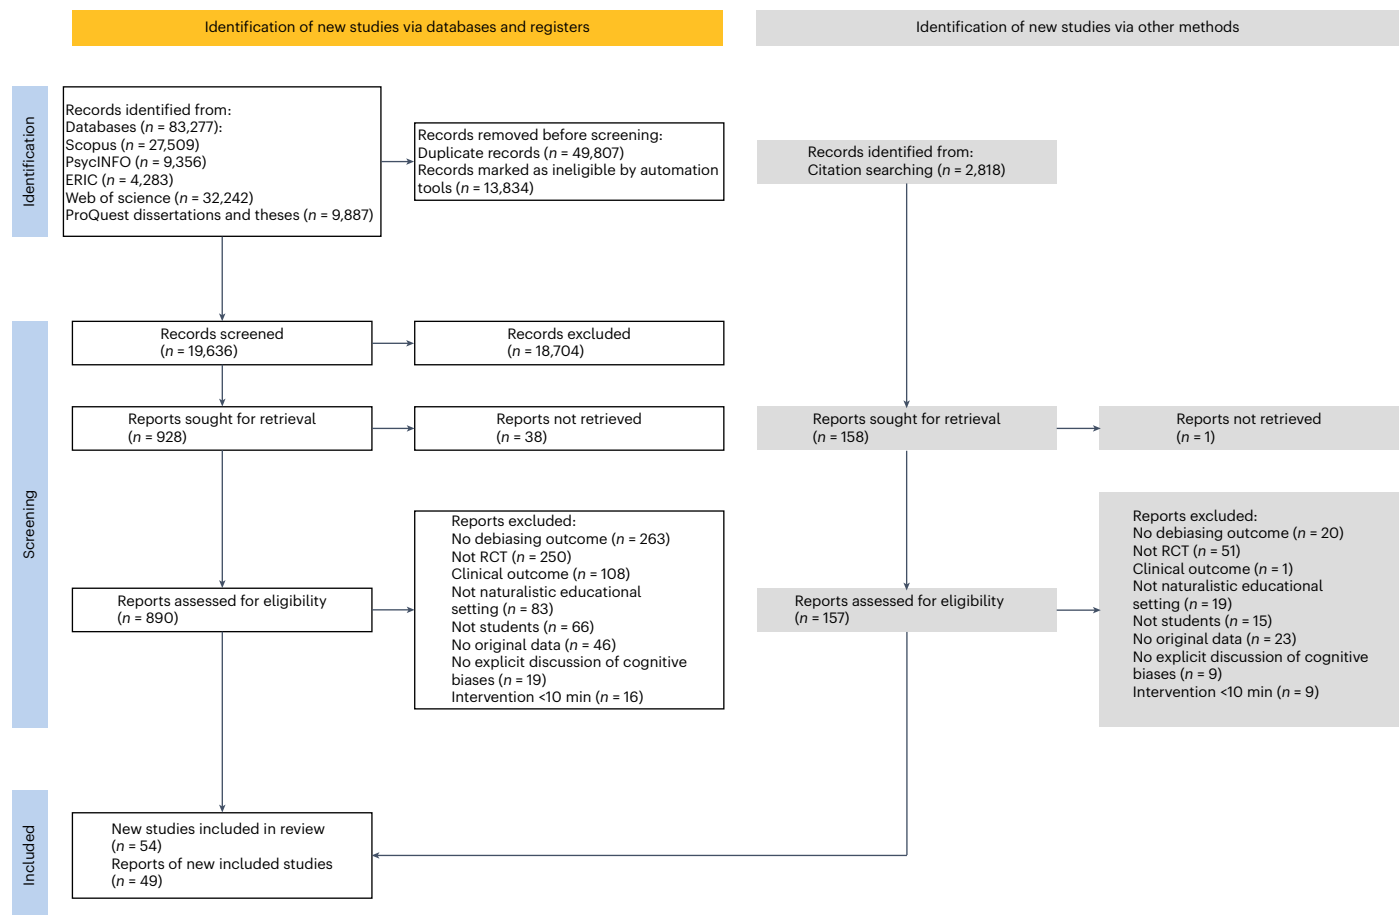 Identification of new studies via databases and registers
Identification of new studies via other methods
Identification
Records identified from:
Databases (n = 83,277):
Scopus (n = 27,509)
PsycINFO (n = 9,356)
ERIC (n = 4,283)
Web of science (n = 32,242)
ProQuest dissertations and theses (n = 9,887)
Records removed before screening:
Duplicate records (n = 49,807)
Records marked as ineligible by automation
tools (n = 13,834)
Records identified from:
Citation searching (n = 2,818)
Screening
Records screened
(n = 19,636)
Records excluded
(n = 18,704)
Reports sought for retrieval
(n = 928)
Reports not retrieved
(n = 38)
Reports sought for retrieval
(n = 158)
Reports not retrieved
(n = 1)
Reports assessed for eligibility
(n = 890)
Reports excluded:
No debiasing outcome (n = 263)
Not RCT (n = 250)
Clinical outcome (n = 108)
Not naturalistic educational
setting (n = 83)
Not students (n = 66)
No original data (n = 46)
No explicit discussion of cognitive
biases (n = 19)
Intervention <10 min (n = 16)
Reports assessed for eligibility
(n = 157)
Reports excluded:
No debiasing outcome (n = 20)
Not RCT (n = 51)
Clinical outcome (n = 1)
Not naturalistic educational
setting (n = 19)
Not students (n = 15)
No original data (n = 23)
No explicit discussion of cognitive
biases (n = 9)
Intervention <10 min (n = 9)
Included
New studies included in review
(n = 54)
Reports of new included studies
(n = 49)